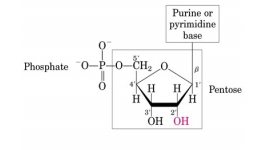 Purine or
pyrimidine
base
O⁻
Phosphate
⁻O—P—O—CH₂
5′
O
β
4′
1′
H
H
H
H
Pentose
O
3′
2′
OH
OH